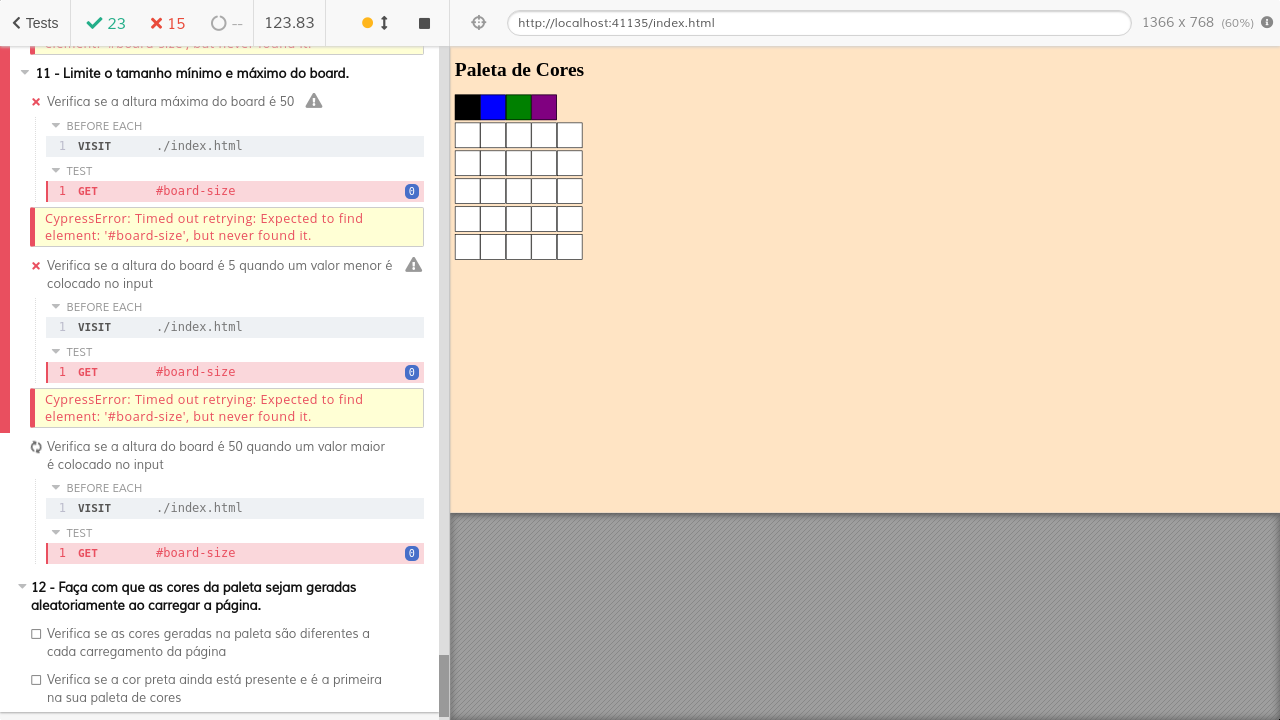 Tests 23 15 -- 123.83
http://localhost:41135/index.html 1366 x 768 (60%)
element: '#board-size', but never found it.
11 - Limite o tamanho mínimo e máximo do board.
Verifica se a altura máxima do board é 50
BEFORE EACH
1 VISIT ./index.html
TEST
1 GET #board-size 0
CypressError: Timed out retrying: Expected to find
element: '#board-size', but never found it.
Verifica se a altura do board é 5 quando um valor menor é
colocado no input
BEFORE EACH
1 VISIT ./index.html
TEST
1 GET #board-size 0
CypressError: Timed out retrying: Expected to find
element: '#board-size', but never found it.
Verifica se a altura do board é 50 quando um valor maior
é colocado no input
BEFORE EACH
1 VISIT ./index.html
TEST
1 GET #board-size 0
12 - Faça com que as cores da paleta sejam geradas
aleatoriamente ao carregar a página.
Verifica se as cores geradas na paleta são diferentes a
cada carregamento da página
Verifica se a cor preta ainda está presente e é a primeira
na sua paleta de cores
Paleta de Cores